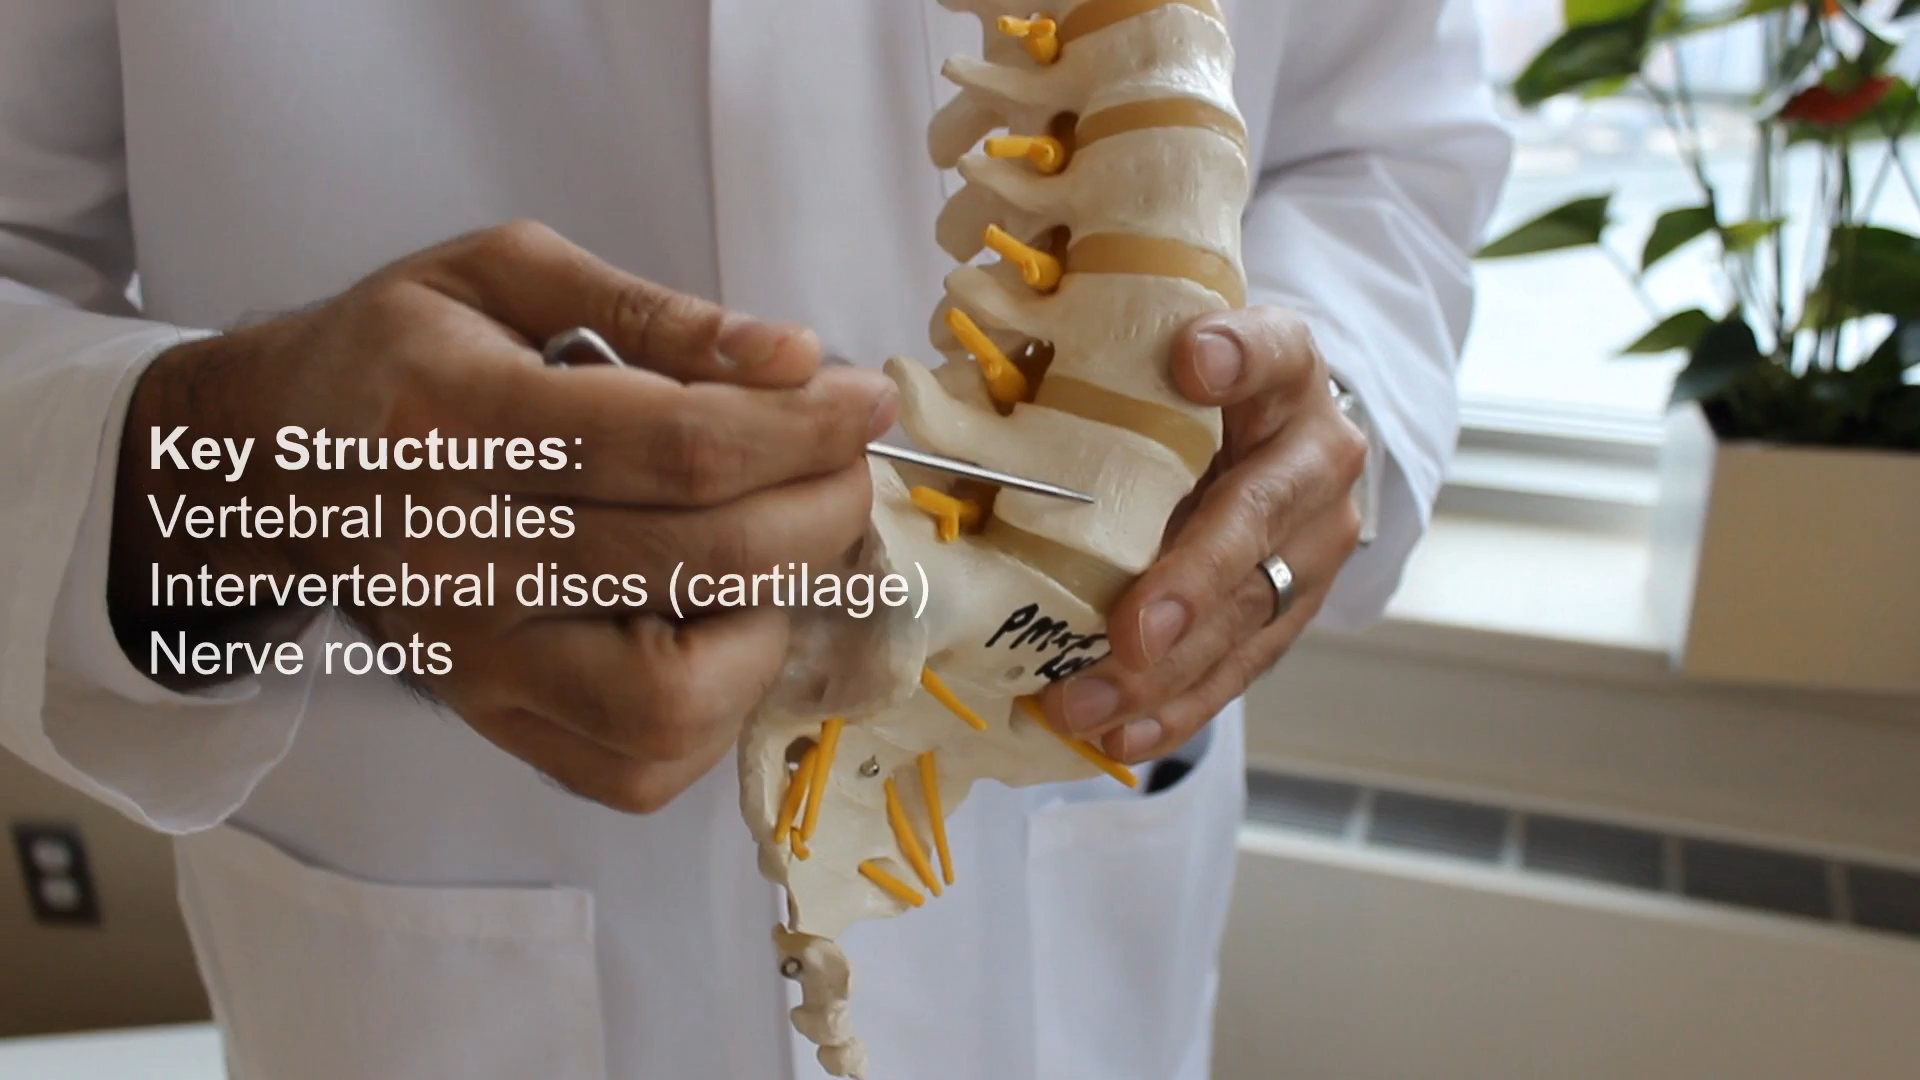 Key Structures:
Vertebral bodies
Intervertebral discs (cartilage)
Nerve roots